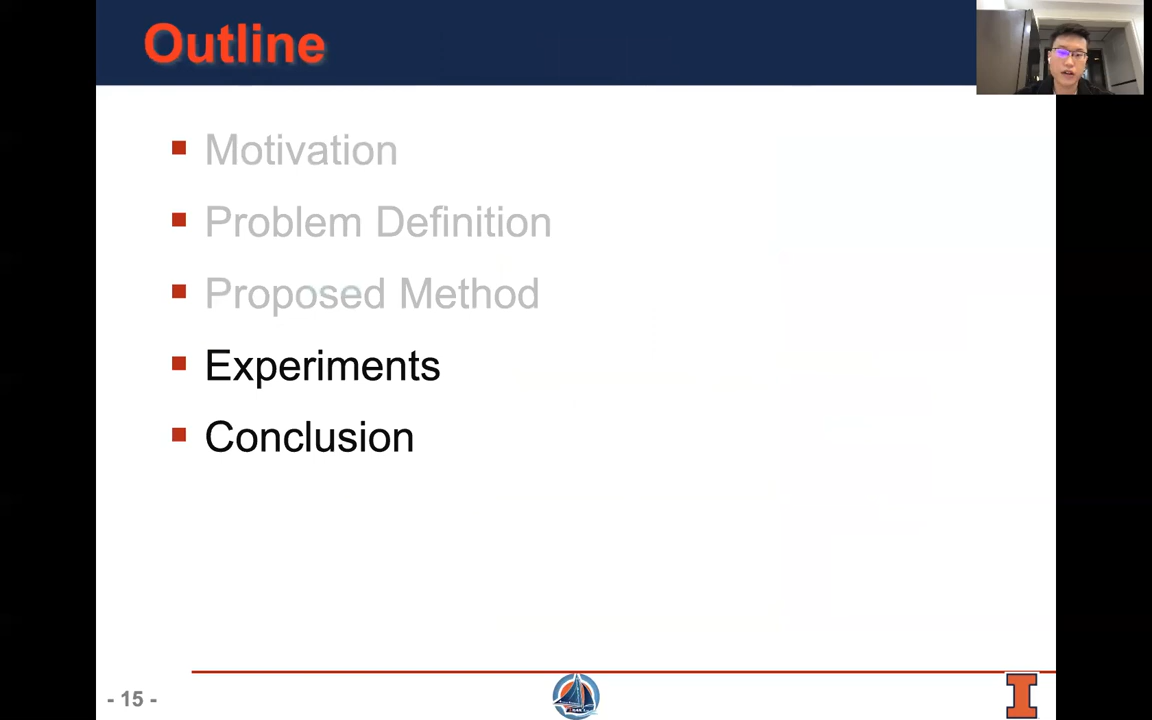 Outline
Motivation
Problem Definition
Proposed Method
Experiments
Conclusion
- 15 -
I